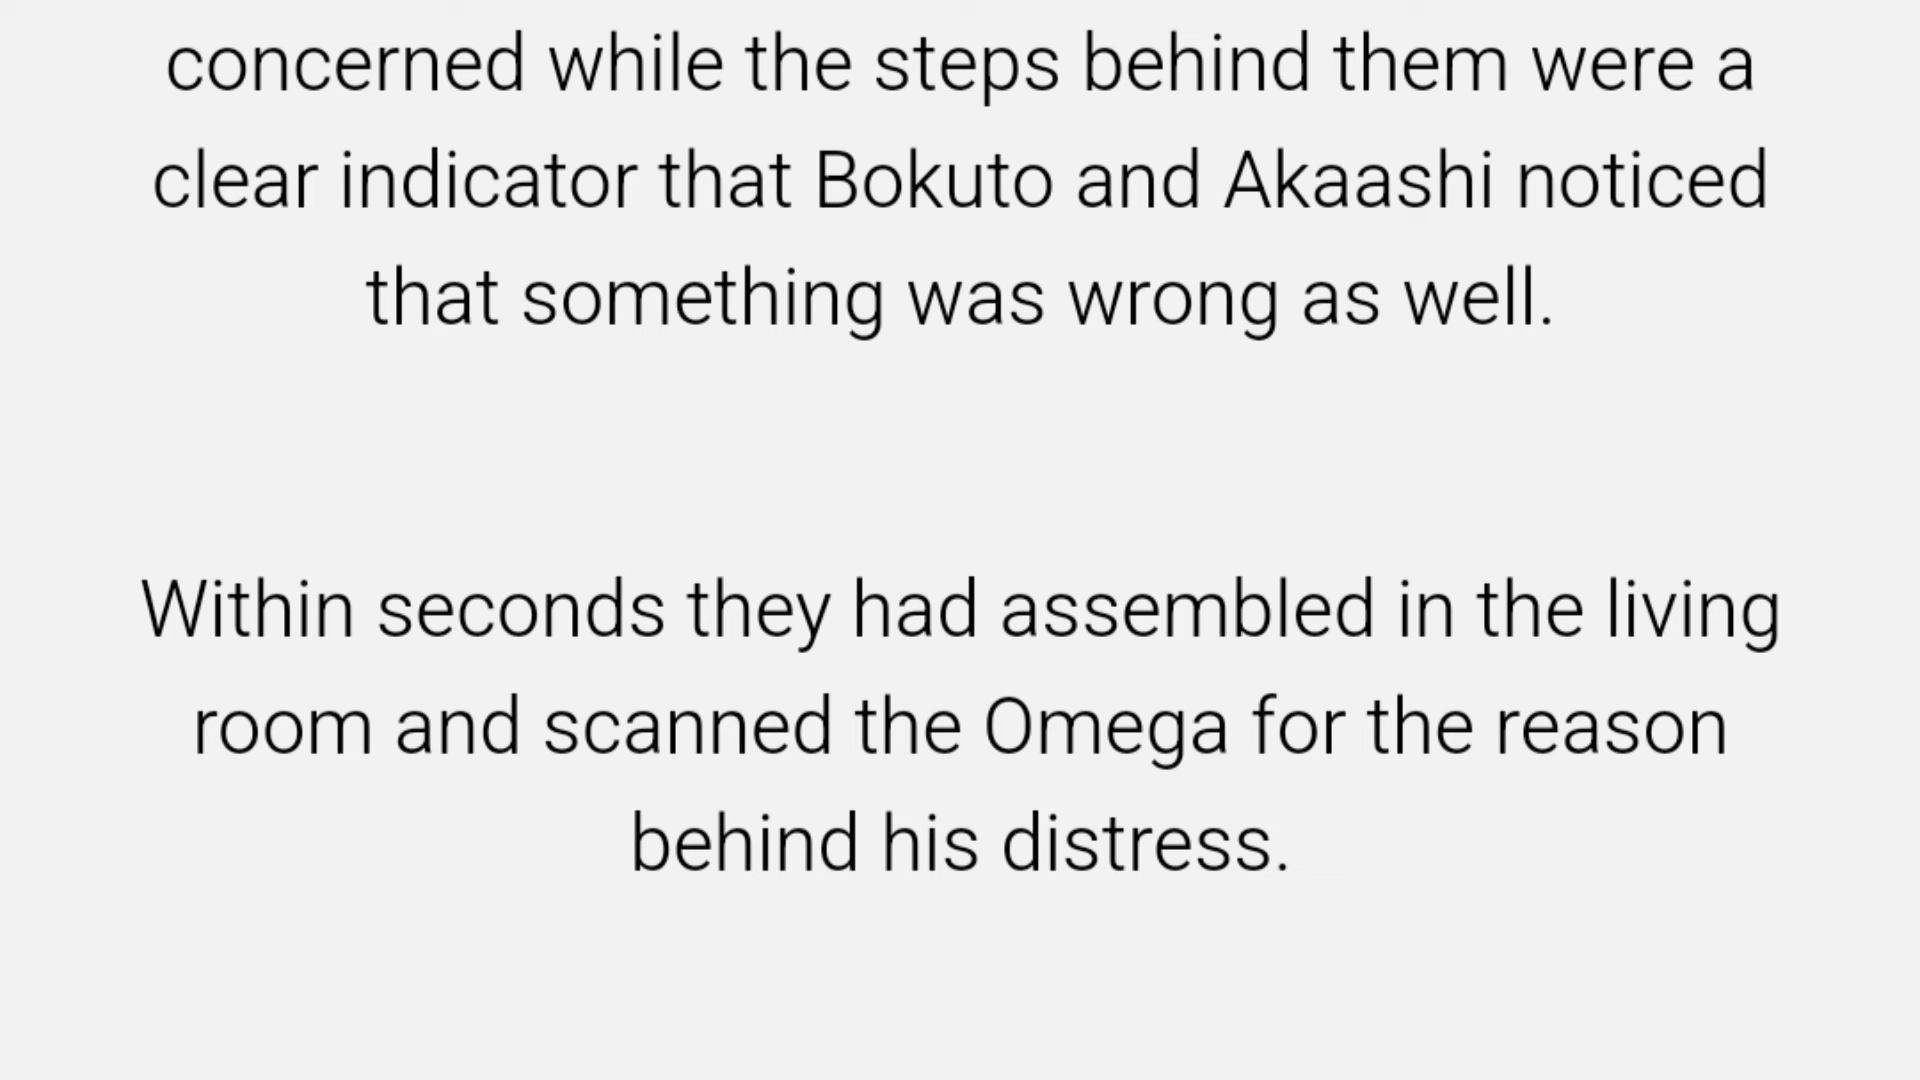 concerned while the steps behind them were a
clear indicator that Bokuto and Akaashi noticed
that something was wrong as well.
Within seconds they had assembled in the living
room and scanned the Omega for the reason
behind his distress.